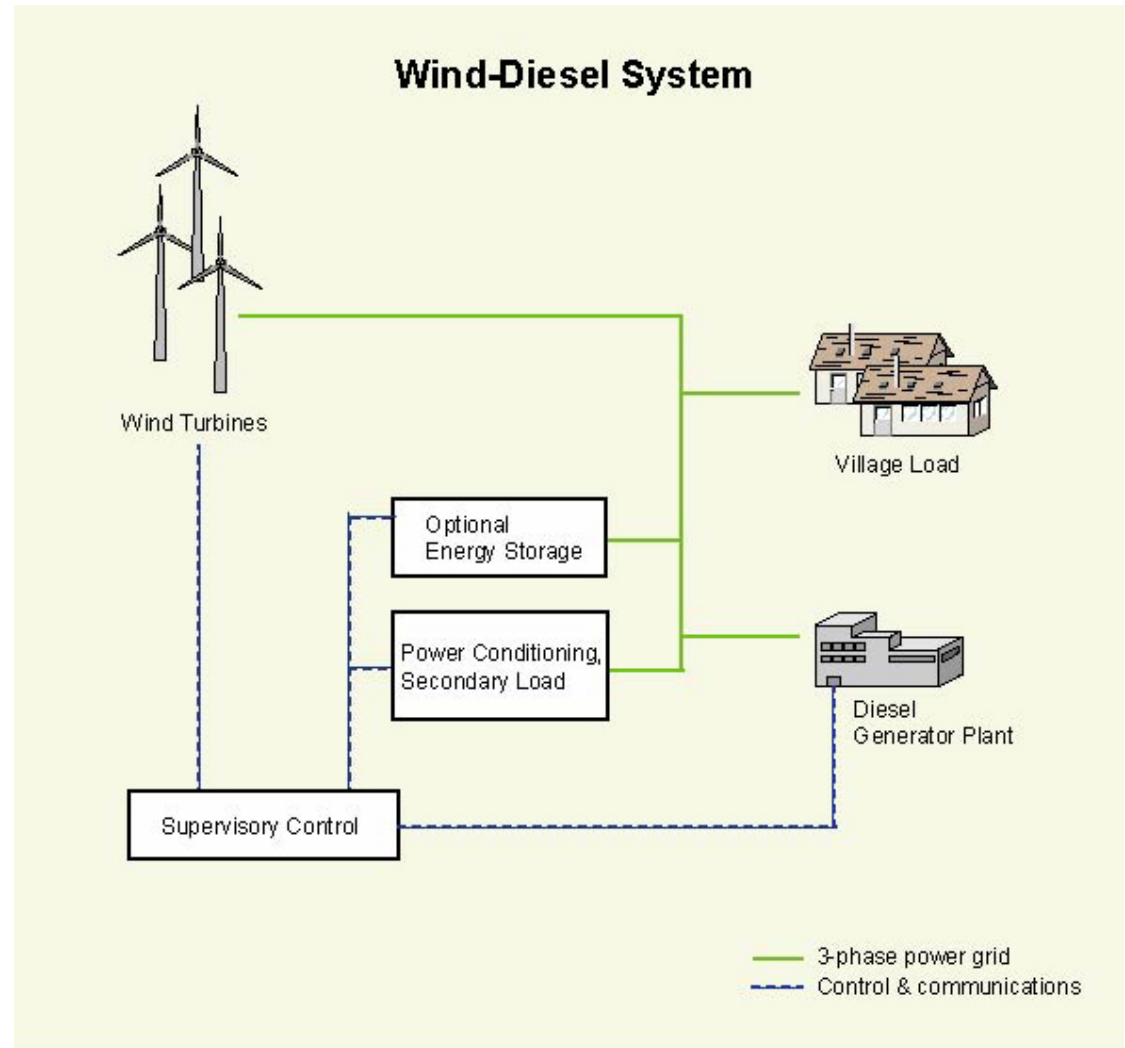 Wind-Diesel System
Wind Turbines
Village Load
Optional
Energy Storage
Power Conditioning,
Secondary Load
Diesel
Generator Plant
Supervisory Control
3-phase power grid
Control & communications